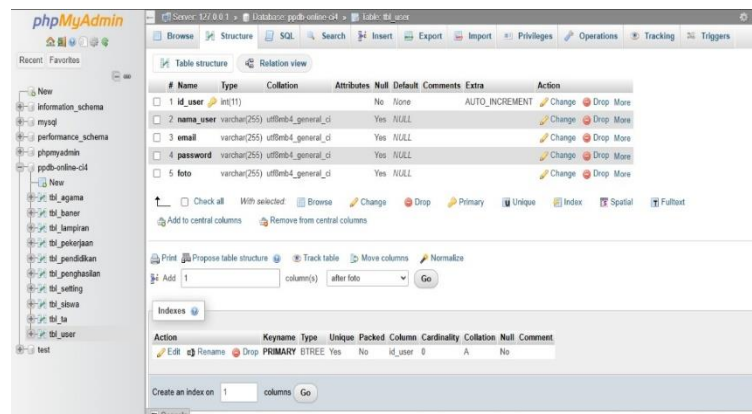 phpMyAdmin
Recent Favorites
New
information_schema
mysql
performance_schema
phpmyadmin
ppdb-online-ci4
New
tbl_agama
tbl_baner
tbl_lampiran
tbl_pekerjaan
tbl_pendidikan
tbl_penghasilan
tbl_setting
tbl_siswa
tbl_ta
tbl_user
test
Server: 127.0.0.1 » Database: ppdb-online-ci4 » Table: tbl_user
Browse Structure SQL Search Insert Export Import Privileges Operations Tracking Triggers
Table structure Relation view
# Name Type Collation Attributes Null Default Comments Extra Action
1 id_user int(11) No None AUTO_INCREMENT Change Drop More
2 nama_user varchar(255) utf8mb4_general_ci Yes NULL Change Drop More
3 email varchar(255) utf8mb4_general_ci Yes NULL Change Drop More
4 password varchar(255) utf8mb4_general_ci Yes NULL Change Drop More
5 foto varchar(255) utf8mb4_general_ci Yes NULL Change Drop More
Check all With selected: Browse Change Drop Primary Unique Index Spatial Fulltext
Add to central columns Remove from central columns
Print Propose table structure Track table Move columns Normalize
Add 1 column(s) after foto Go
Indexes
Action Keyname Type Unique Packed Column Cardinality Collation Null Comment
Edit Rename Drop PRIMARY BTREE Yes No id_user 0 A No
Create an index on 1 columns Go